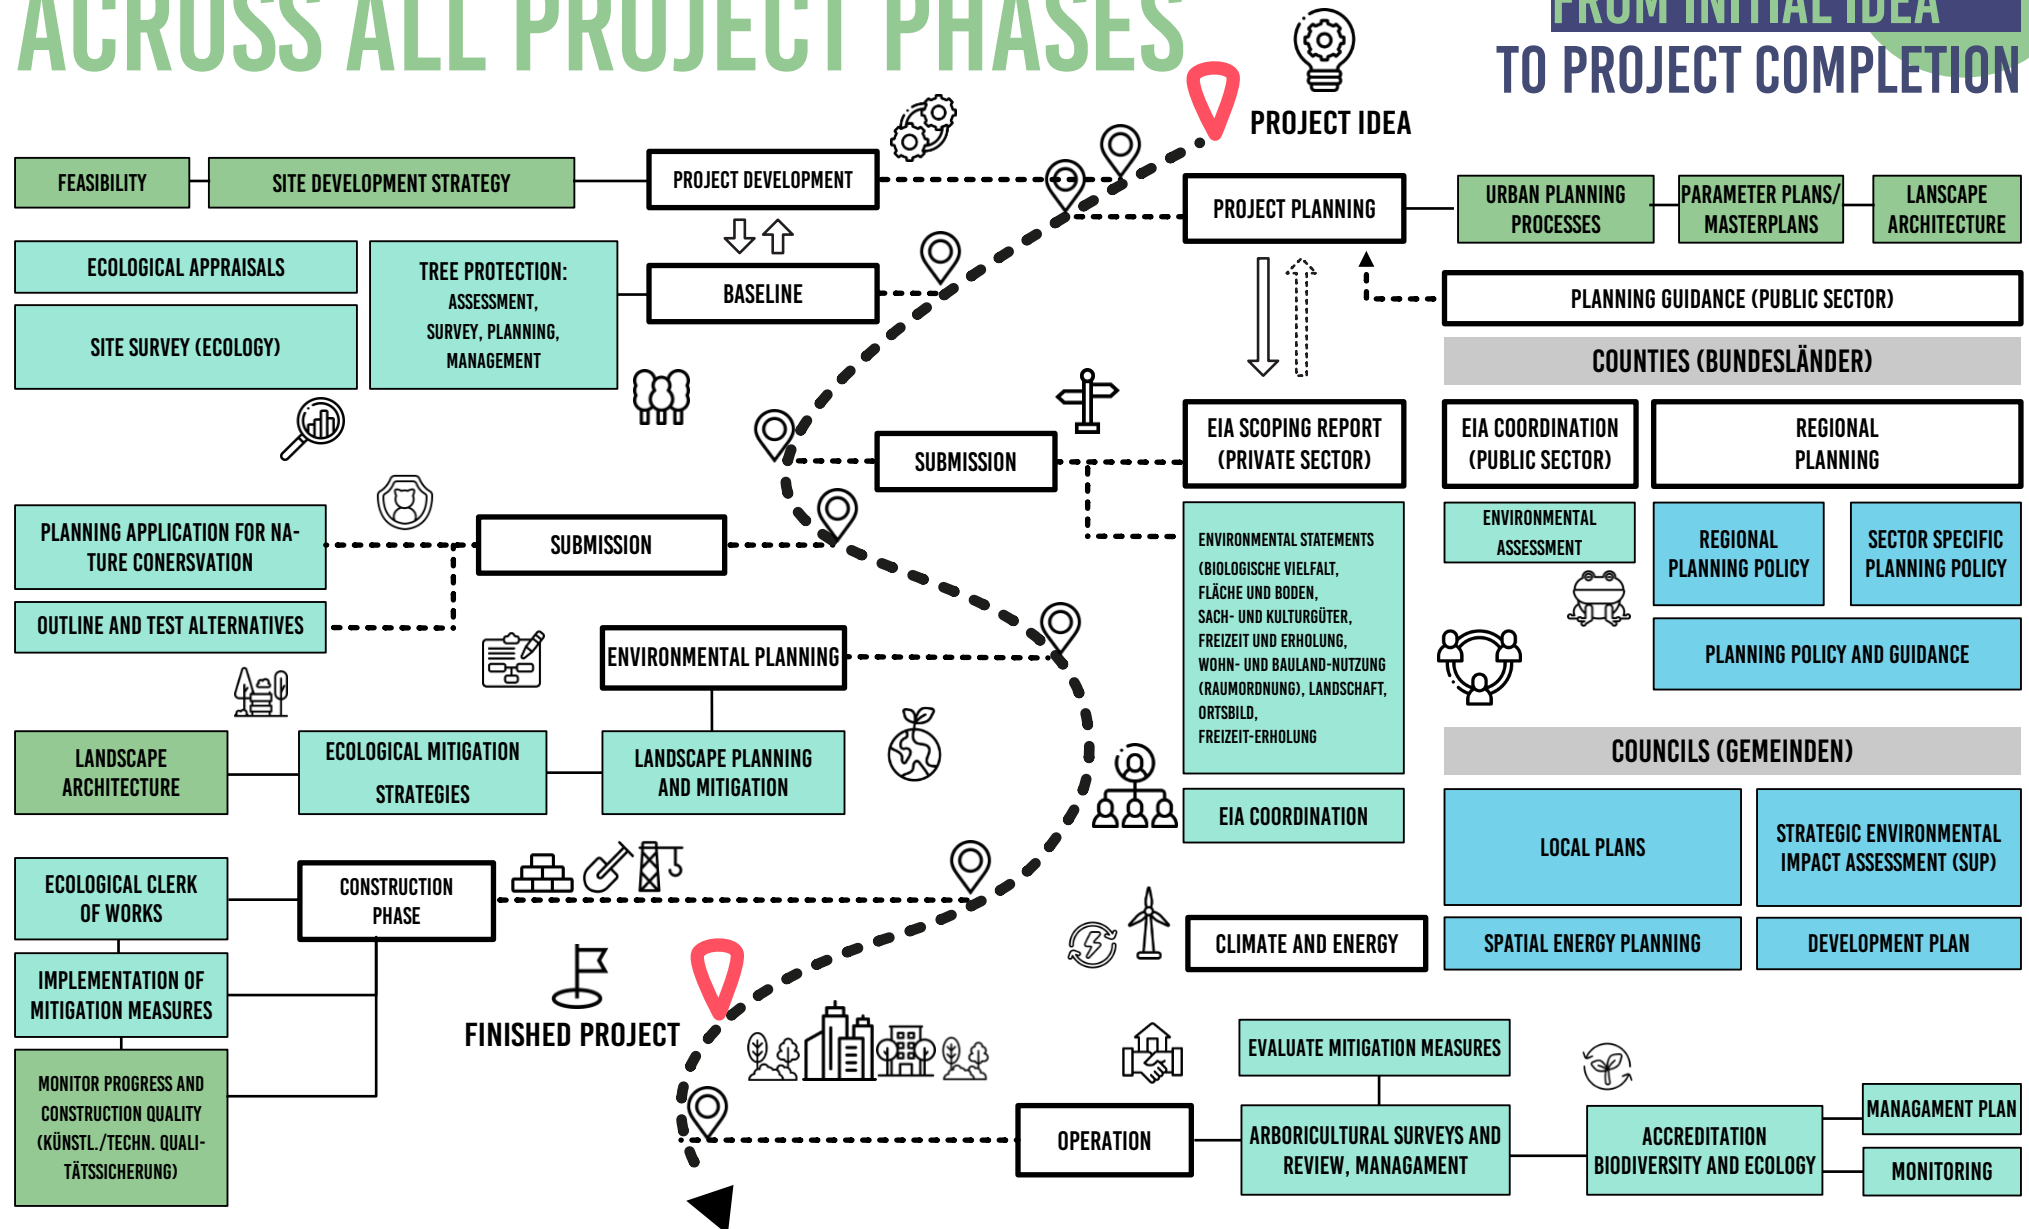 ACROSS ALL PROJECT PHASES
FROM INITIAL IDEA
TO PROJECT COMPLETION
PROJECT IDEA
FEASIBILITY
SITE DEVELOPMENT STRATEGY
PROJECT DEVELOPMENT
PROJECT PLANNING
URBAN PLANNING
PROCESSES
PARAMETER PLANS/
MASTERPLANS
LANSCAPE
ARCHITECTURE
ECOLOGICAL APPRAISALS
SITE SURVEY (ECOLOGY)
TREE PROTECTION:
ASSESSMENT,
SURVEY, PLANNING,
MANAGEMENT
BASELINE
PLANNING GUIDANCE (PUBLIC SECTOR)
COUNTIES (BUNDESLÄNDER)
SUBMISSION
EIA SCOPING REPORT
(PRIVATE SECTOR)
EIA COORDINATION
(PUBLIC SECTOR)
REGIONAL
PLANNING
PLANNING APPLICATION FOR NA-
TURE CONERSVATION
OUTLINE AND TEST ALTERNATIVES
SUBMISSION
ENVIRONMENTAL STATEMENTS
(BIOLOGISCHE VIELFALT,
FLÄCHE UND BODEN,
SACH- UND KULTURGÜTER,
FREIZEIT UND ERHOLUNG,
WOHN- UND BAULAND-NUTZUNG
(RAUMORDNUNG), LANDSCHAFT,
ORTSBILD,
FREIZEIT-ERHOLUNG
ENVIRONMENTAL
ASSESSMENT
REGIONAL
PLANNING POLICY
SECTOR SPECIFIC
PLANNING POLICY
PLANNING POLICY AND GUIDANCE
ENVIRONMENTAL PLANNING
LANDSCAPE
ARCHITECTURE
ECOLOGICAL MITIGATION
STRATEGIES
LANDSCAPE PLANNING
AND MITIGATION
EIA COORDINATION
COUNCILS (GEMEINDEN)
LOCAL PLANS
STRATEGIC ENVIRONMENTAL
IMPACT ASSESSMENT (SUP)
ECOLOGICAL CLERK
OF WORKS
CONSTRUCTION
PHASE
CLIMATE AND ENERGY
SPATIAL ENERGY PLANNING
DEVELOPMENT PLAN
IMPLEMENTATION OF
MITIGATION MEASURES
FINISHED PROJECT
MONITOR PROGRESS AND
CONSTRUCTION QUALITY
(KÜNSTL./TECHN. QUALI-
TÄTSSICHERUNG)
EVALUATE MITIGATION MEASURES
OPERATION
ARBORICULTURAL SURVEYS AND
REVIEW, MANAGAMENT
ACCREDITATION
BIODIVERSITY AND ECOLOGY
MANAGAMENT PLAN
MONITORING